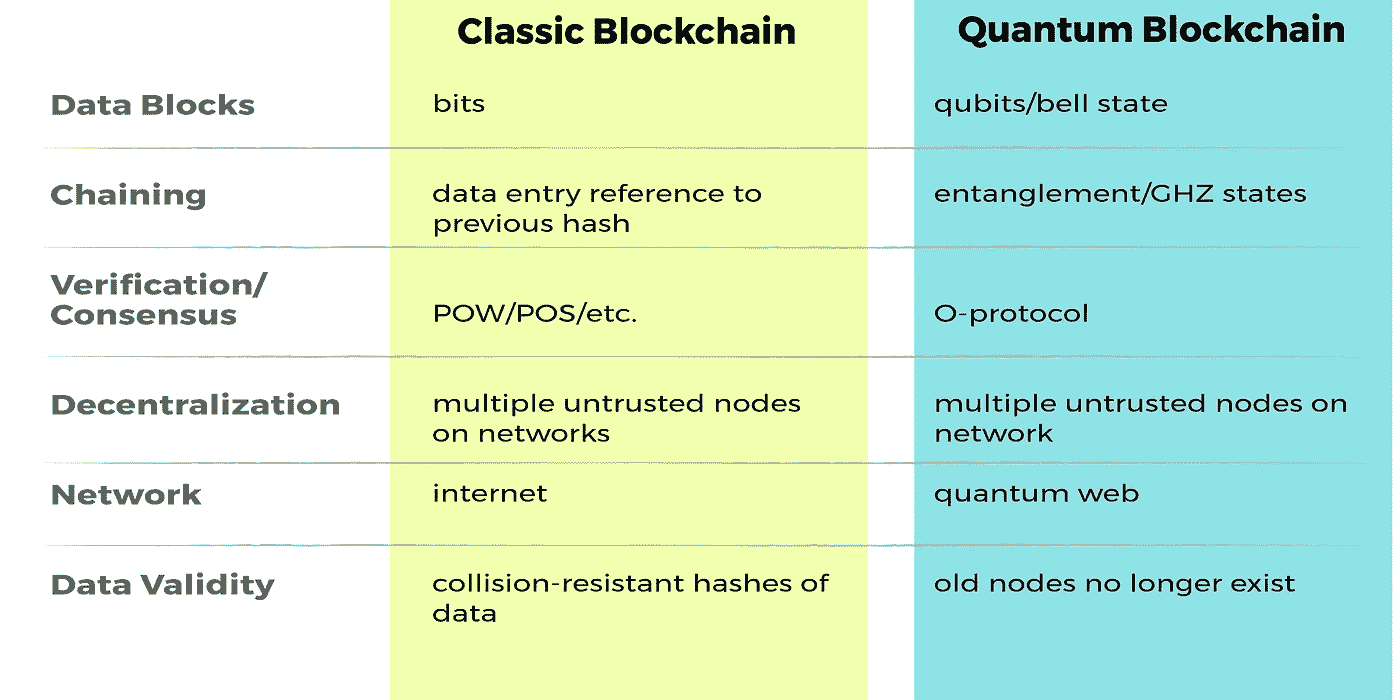 Classic Blockchain
Quantum Blockchain
Data Blocks
bits
qubits/bell state
Chaining
data entry reference to
previous hash
entanglement/GHZ states
Verification/
Consensus
POW/POS/etc.
O-protocol
Decentralization
multiple untrusted nodes
on networks
multiple untrusted nodes on
network
Network
internet
quantum web
Data Validity
collision-resistant hashes of
data
old nodes no longer exist